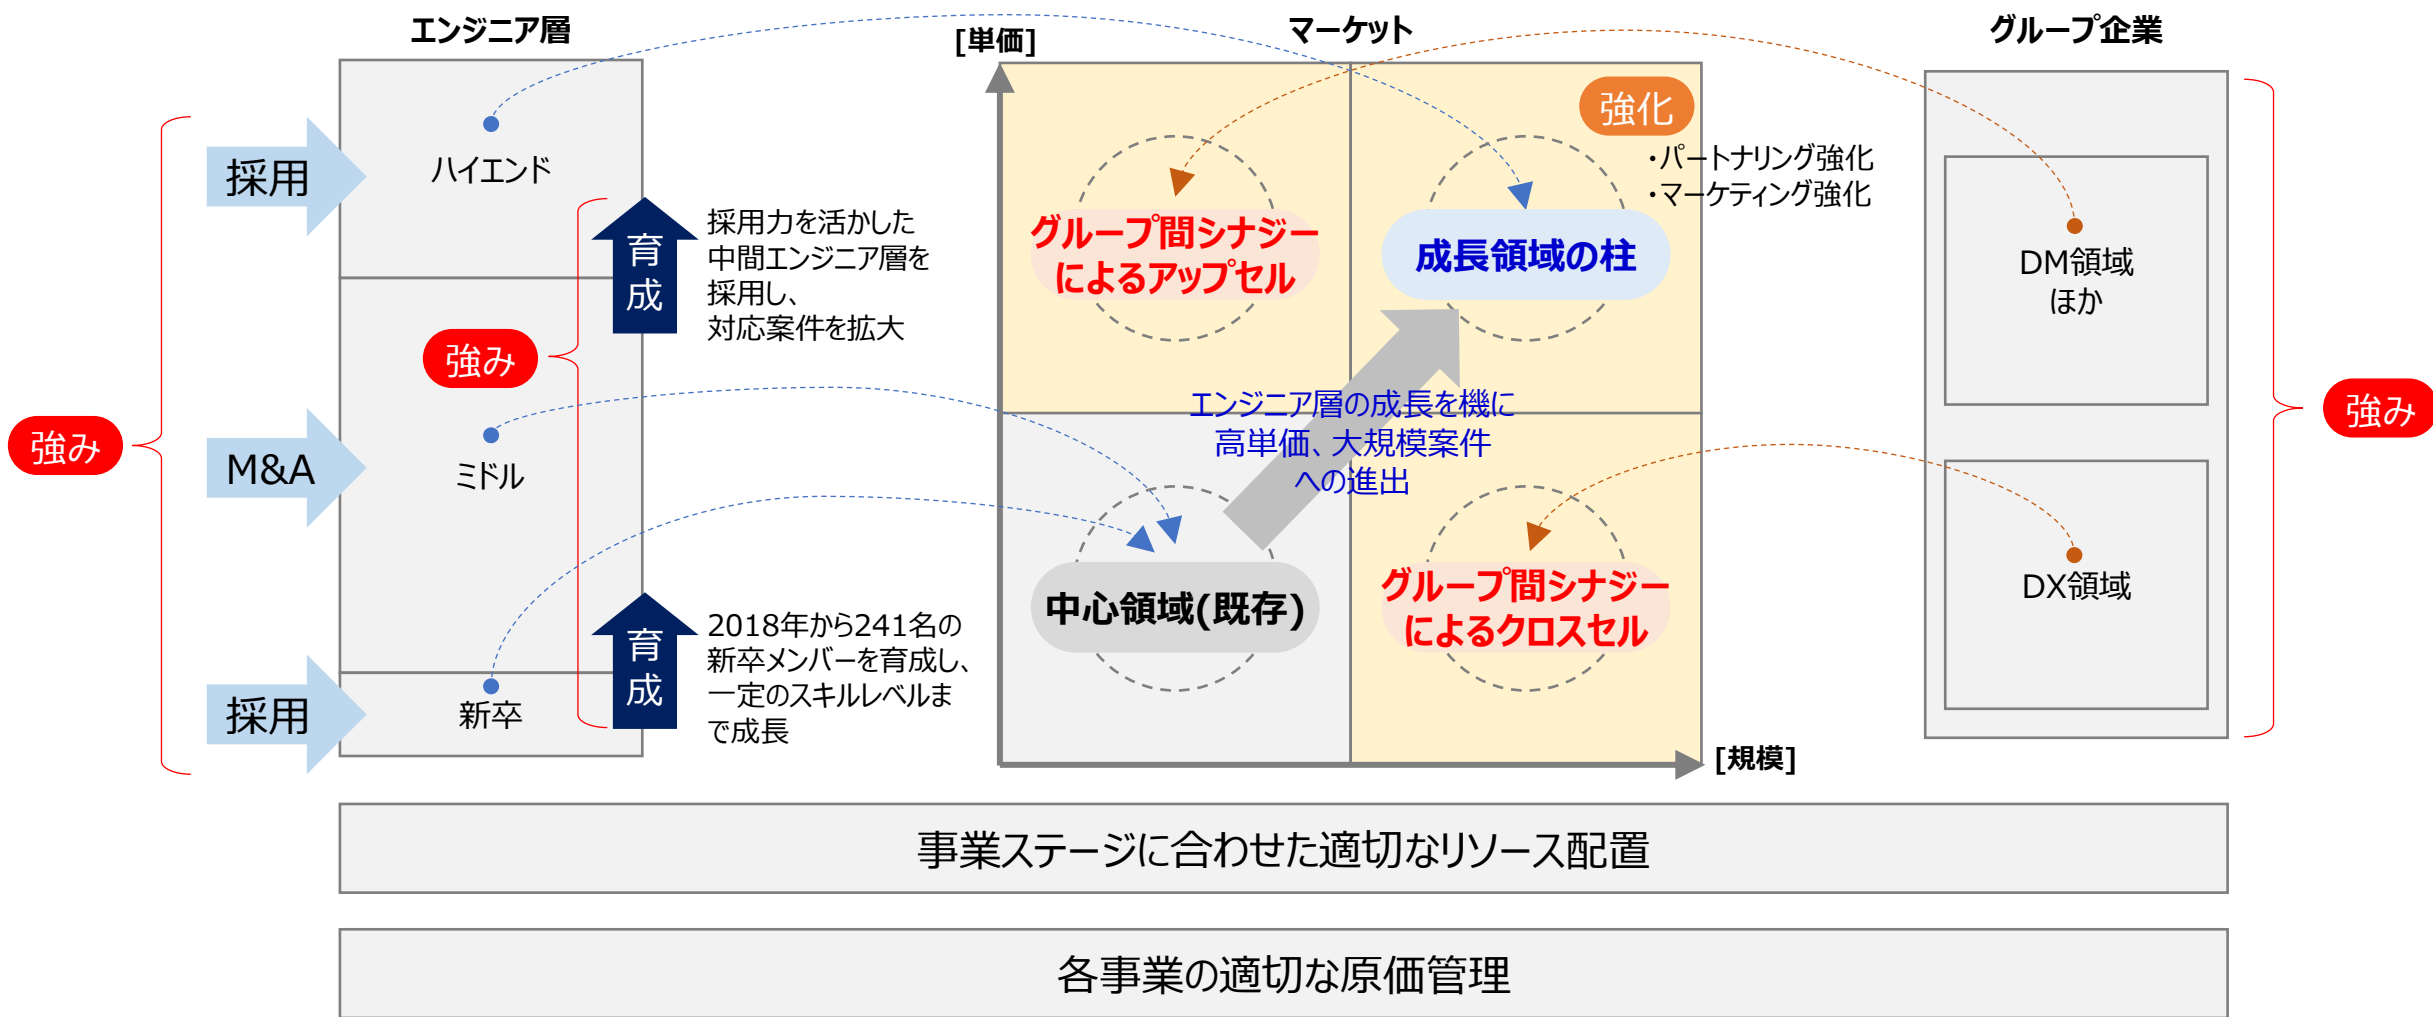 エンジニア層
マーケット
グループ企業
[単価]
強化
・パートナリング強化
・マーケティング強化
採用
ハイエンド
育
成
採用力を活かした
中間エンジニア層を
採用し、
対応案件を拡大
グループ間シナジー
によるアップセル
成長領域の柱
DM領域
ほか
強み
強み
強み
エンジニア層の成長を機に
高単価、大規模案件
への進出
M&A
ミドル
中心領域(既存)
グループ間シナジー
によるクロスセル
DX領域
育
成
2018年から241名の
新卒メンバーを育成し、
一定のスキルレベルま
で成長
採用
新卒
[規模]
事業ステージに合わせた適切なリソース配置
各事業の適切な原価管理